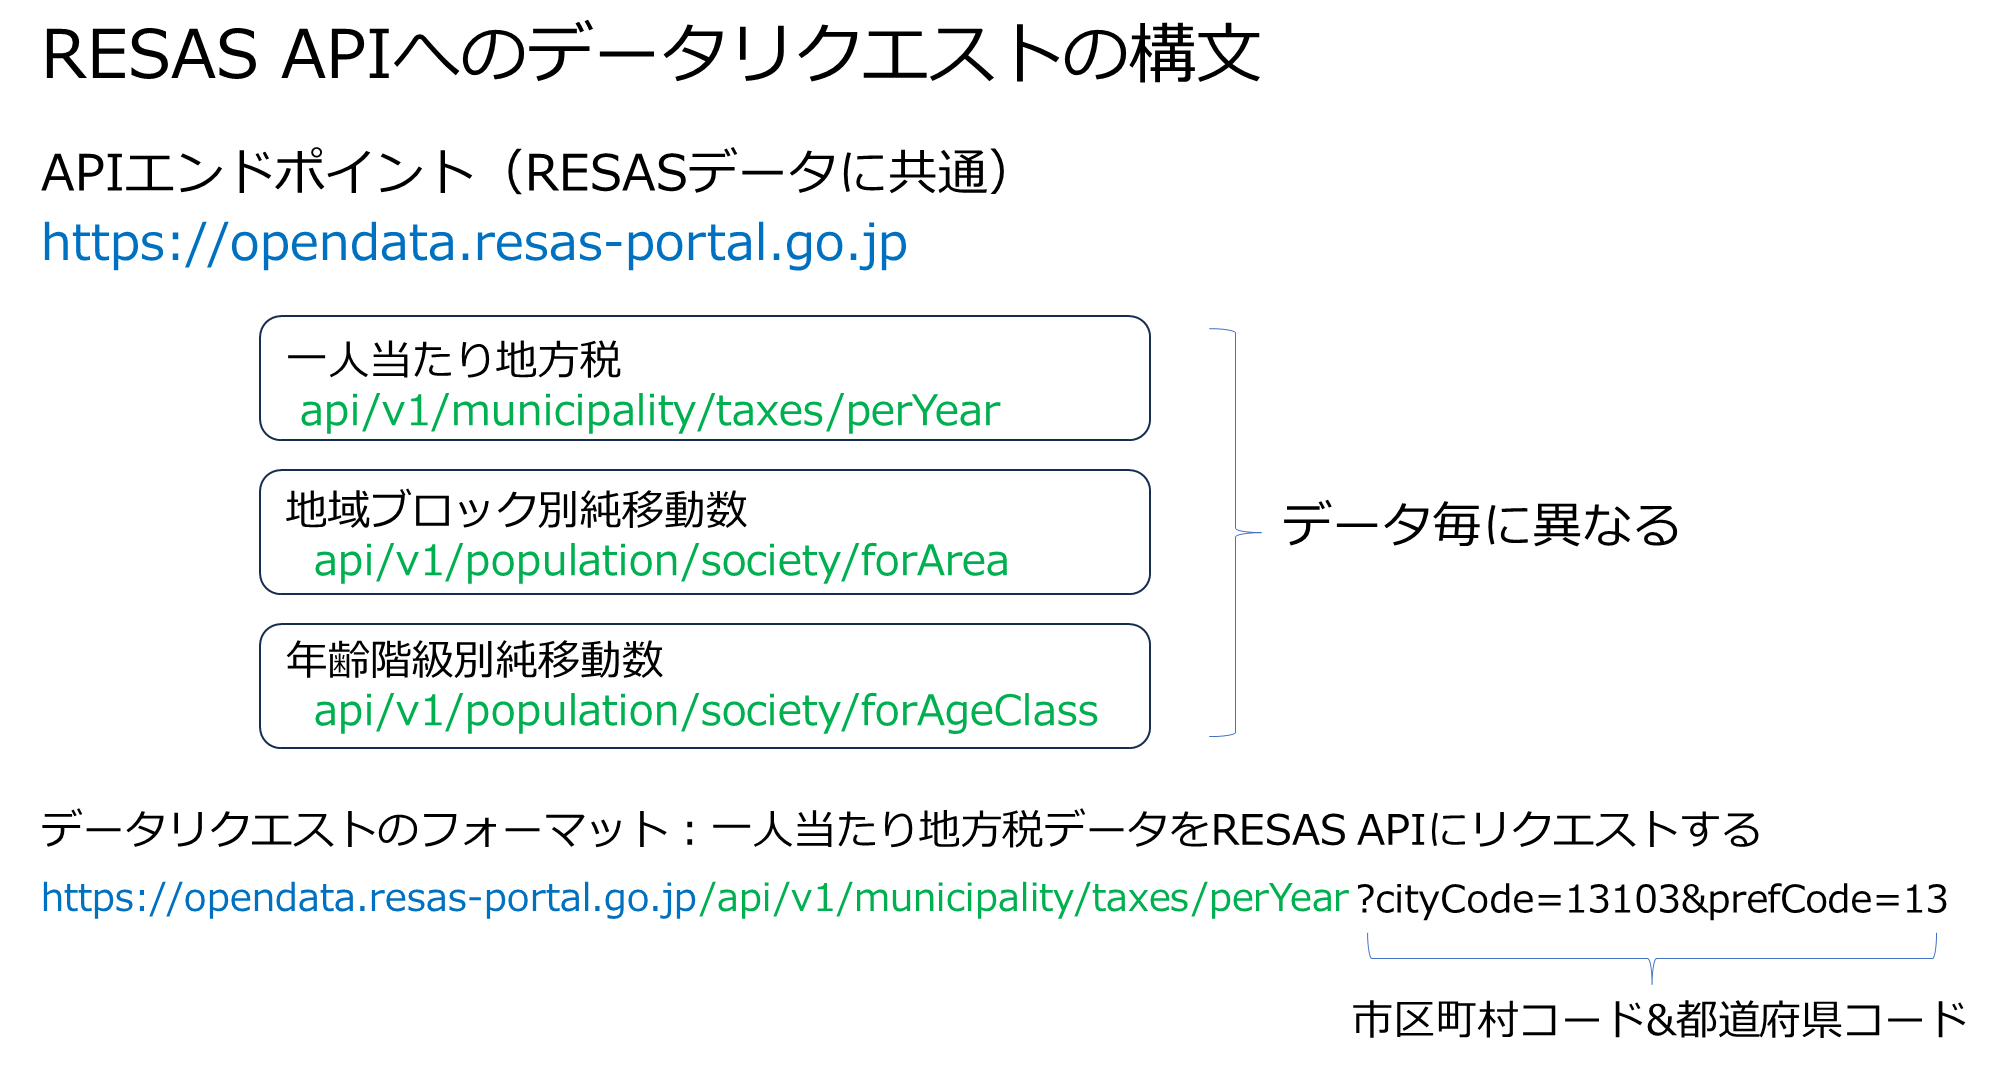 RESAS APIへのデータリクエストの構文
APIエンドポイント（RESASデータに共通）
https://opendata.resas-portal.go.jp
一人当たり地方税
api/v1/municipality/taxes/perYear
地域ブロック別純移動数
api/v1/population/society/forArea
年齢階級別純移動数
api/v1/population/society/forAgeClass
データ毎に異なる
データリクエストのフォーマット：一人当たり地方税データをRESAS APIにリクエストする
https://opendata.resas-portal.go.jp/api/v1/municipality/taxes/perYear?cityCode=13103&prefCode=13
市区町村コード&都道府県コード